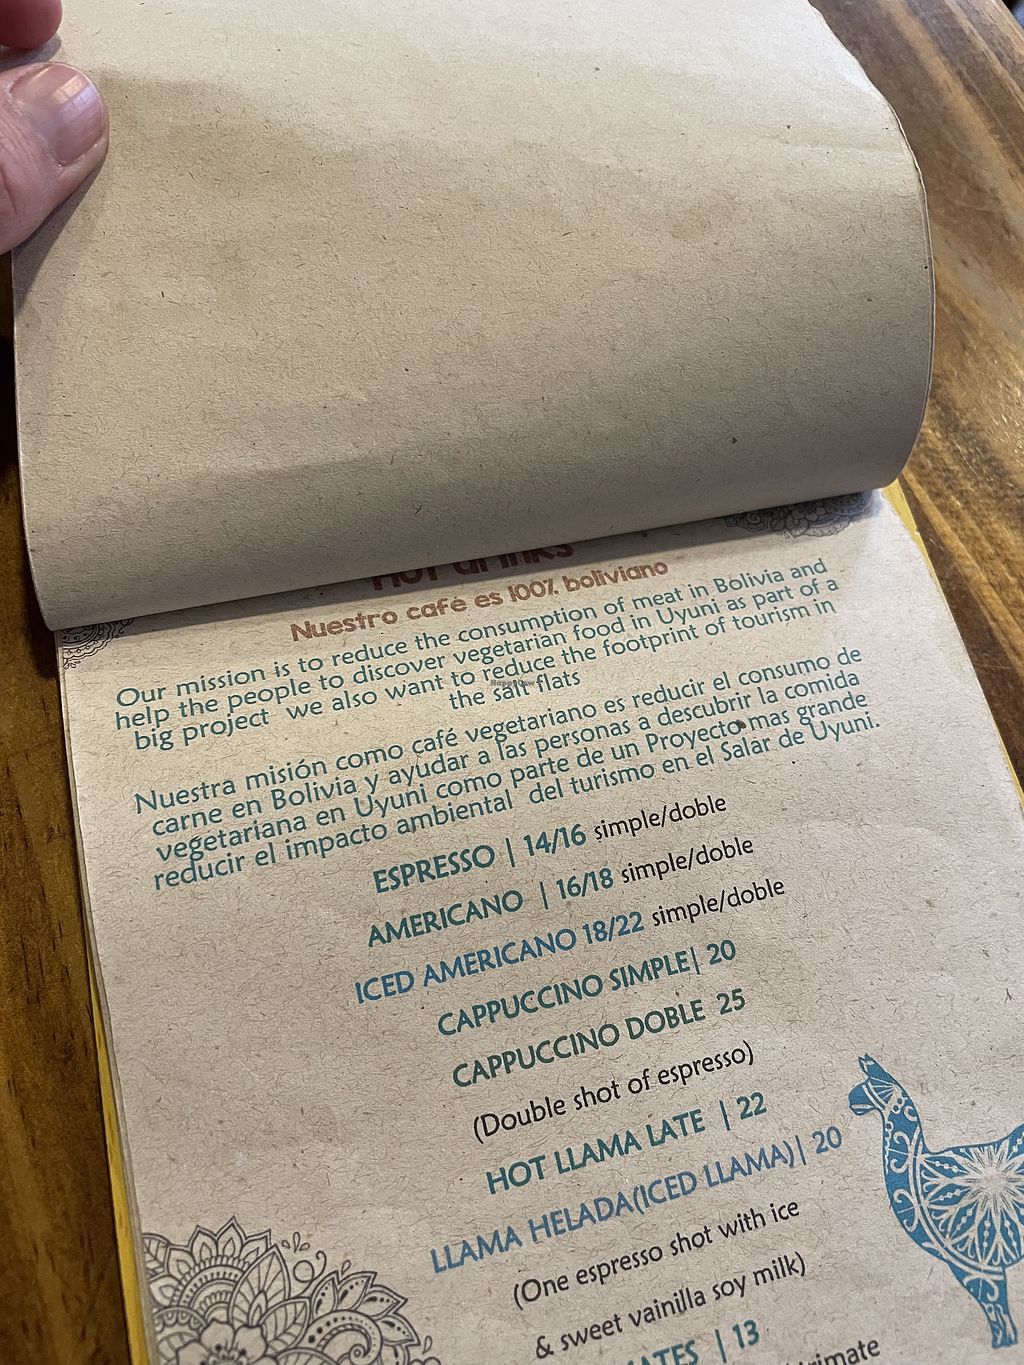 HOT drinks
Nuestro café es 100% boliviano
Our mission is to reduce the consumption of meat in Bolivia and
help the people to discover vegetarian food in Uyuni as part of a
big project we also want to reduce the footprint of tourism in
the salt flats
Nuestra misión como café vegetariano es reducir el consumo de
carne en Bolivia y ayudar a las personas a descubrir la comida
vegetariana en Uyuni como parte de un Proyecto mas grande
reducir el impacto ambiental del turismo en el Salar de Uyuni.
ESPRESSO | 14/16 simple/doble
AMERICANO | 16/18 simple/doble
ICED AMERICANO 18/22 simple/doble
CAPPUCCINO SIMPLE| 20
CAPPUCCINO DOBLE 25
(Double shot of espresso)
HOT LLAMA LATE | 22
LLAMA HELADA(ICED LLAMA)| 20
(One espresso shot with ice
& sweet vainilla soy milk)
| 13